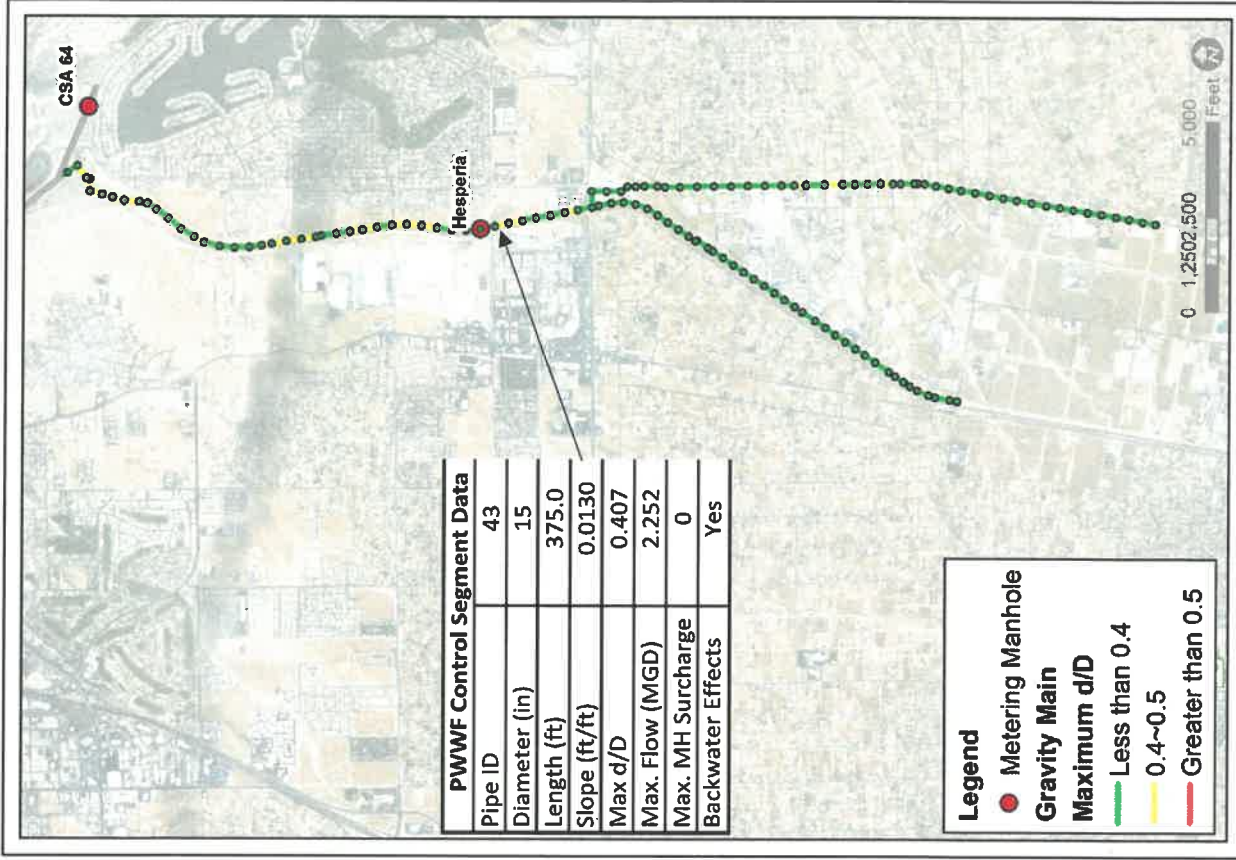 CSA 64
Hesperia
PWWF Control Segment Data
Pipe ID 43
Diameter (in) 15
Length (ft) 375.0
Slope (ft/ft) 0.0130
Max d/D 0.407
Max. Flow (MGD) 2.252
Max. MH Surcharge 0
Backwater Effects Yes
Legend
Metering Manhole
Gravity Main
Maximum d/D
Less than 0.4
0.4~0.5
Greater than 0.5
0 1,2502,500 5,000
Feet
N